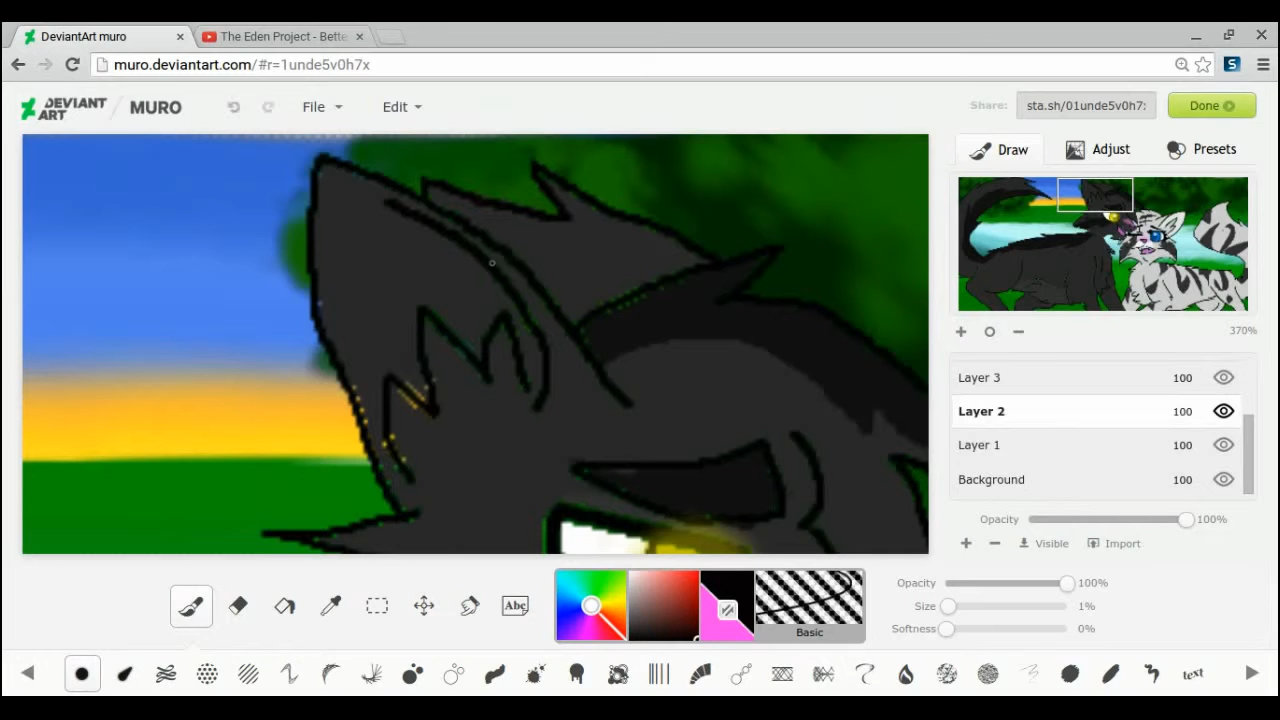 DeviantArt muro
The Eden Project - Bette
muro.deviantart.com/#r=1unde5v0h7x
DEVIANT ART / MURO
File
Edit
Share:
sta.sh/01unde5v0h7:
Done
Draw
Adjust
Presets
370%
Layer 3 100
Layer 2 100
Layer 1 100
Background 100
Opacity 100%
Visible
Import
Abc
Basic
Opacity 100%
Size 1%
Softness 0%
text